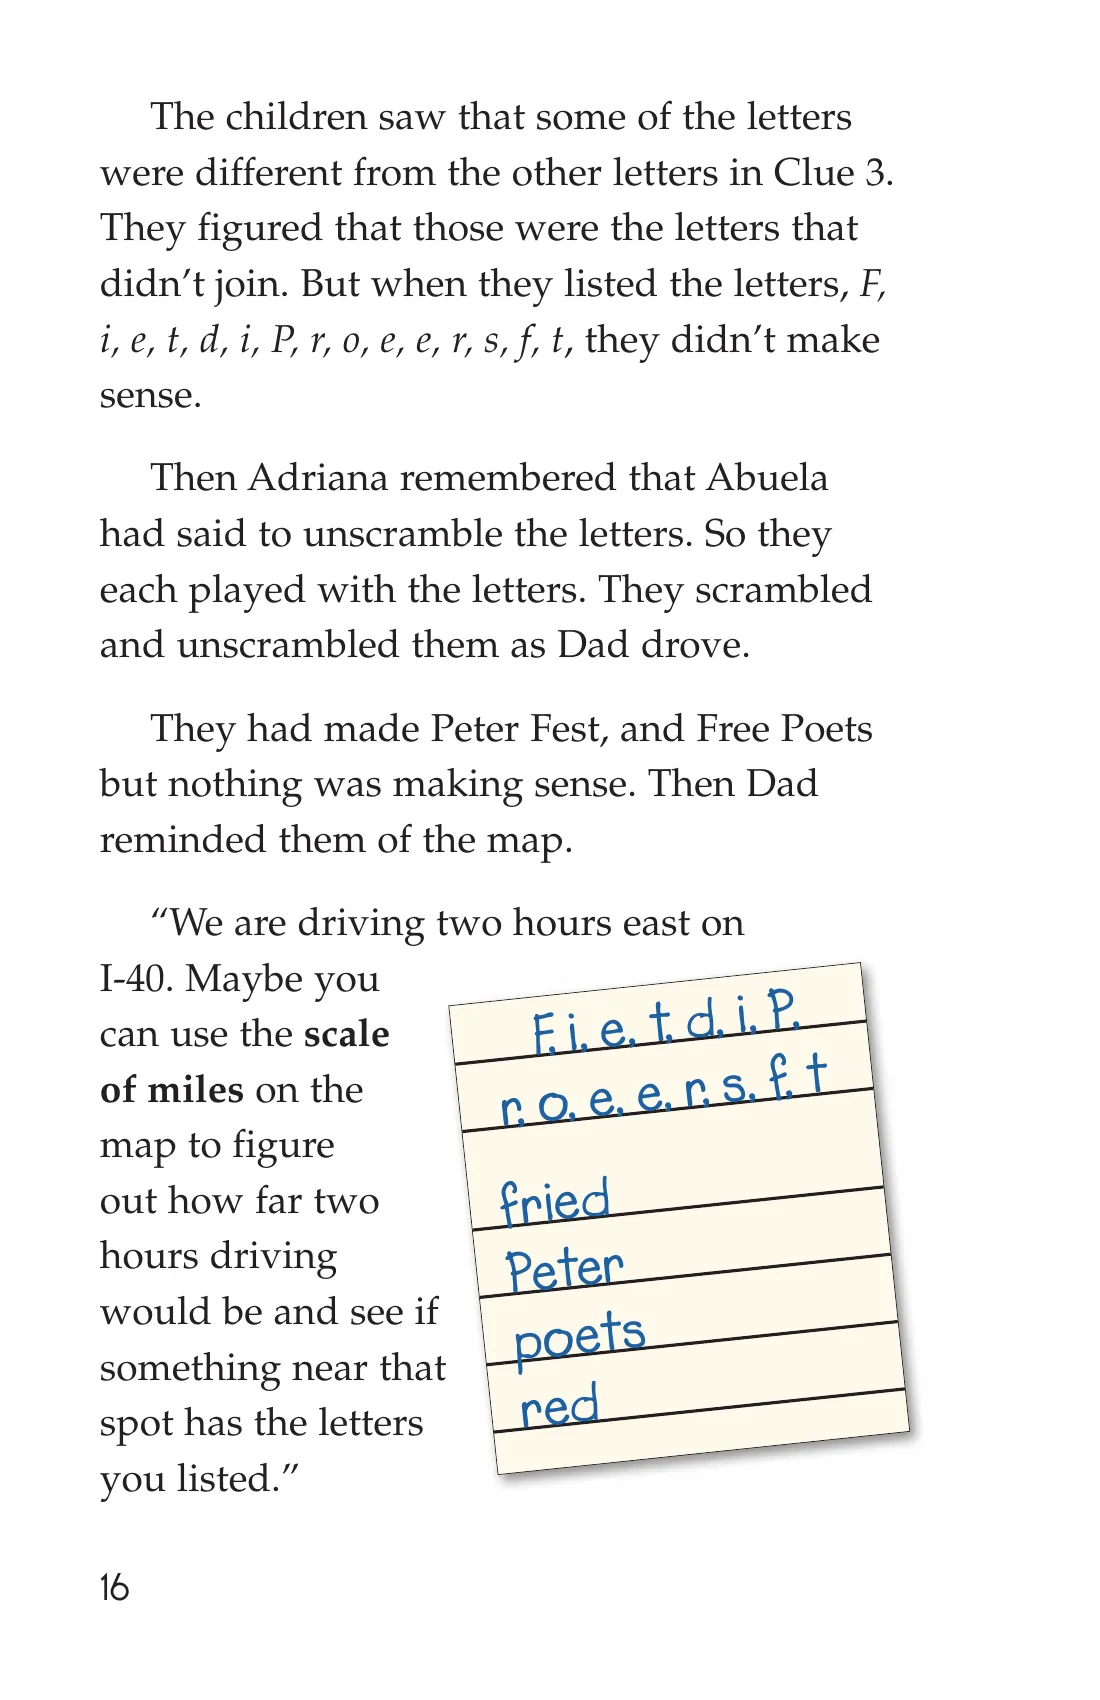 The children saw that some of the letters
were different from the other letters in Clue 3.
They figured that those were the letters that
didn’t join. But when they listed the letters, F,
i, e, t, d, i, P, r, o, e, e, r, s, f, t, they didn’t make
sense.
Then Adriana remembered that Abuela
had said to unscramble the letters. So they
each played with the letters. They scrambled
and unscrambled them as Dad drove.
They had made Peter Fest, and Free Poets
but nothing was making sense. Then Dad
reminded them of the map.
“We are driving two hours east on
I-40. Maybe you
can use the scale
of miles on the
map to figure
out how far two
hours driving
would be and see if
something near that
spot has the letters
you listed.”
F. i. e. t. d. i. P.
r. o. e. e. r. s. f. t
fried
Peter
poets
red
16